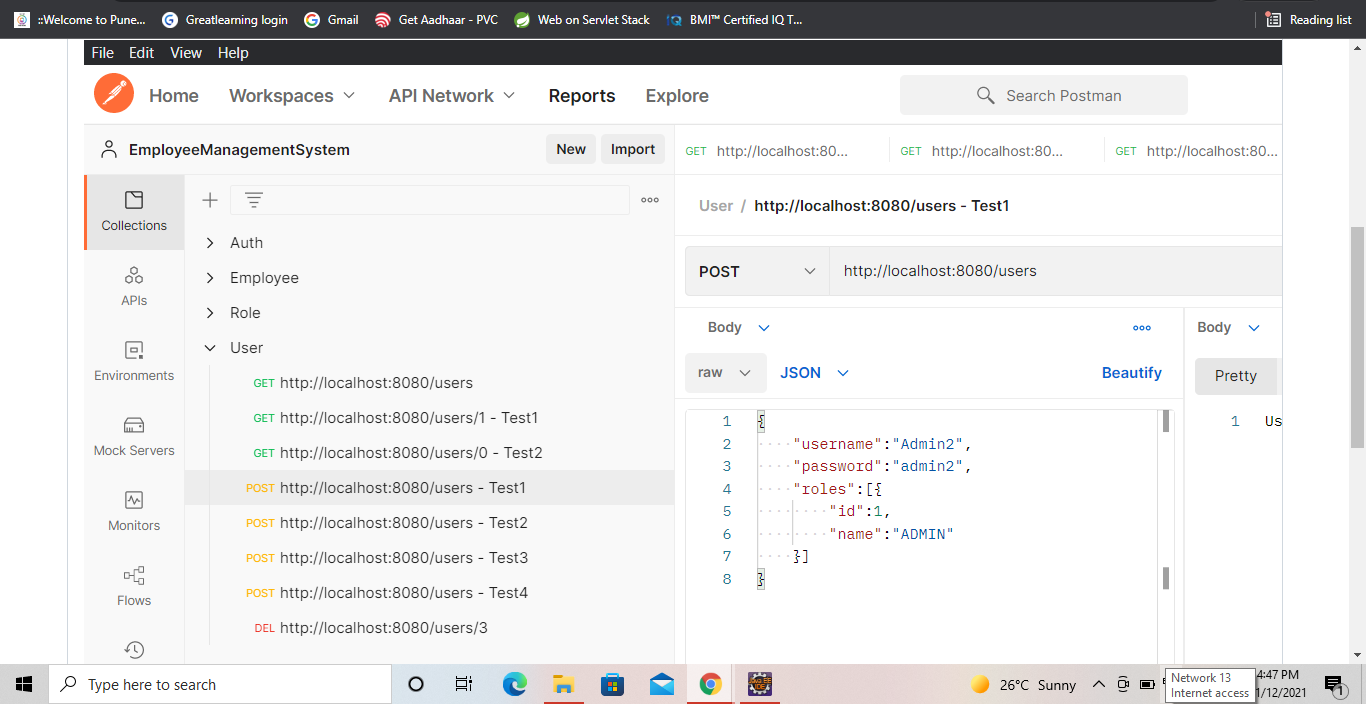 ::Welcome to Pune...
Greatlearning login
Gmail
Get Aadhaar - PVC
Web on Servlet Stack
BMI™ Certified IQ T...
Reading list
File Edit View Help
Home Workspaces API Network Reports Explore
Search Postman
EmployeeManagementSystem
New Import
GET http://localhost:80...
GET http://localhost:80...
GET http://localhost:80...
Collections
APIs
Environments
Mock Servers
Monitors
Flows
Auth
Employee
Role
User
GET http://localhost:8080/users
GET http://localhost:8080/users/1 - Test1
GET http://localhost:8080/users/0 - Test2
POST http://localhost:8080/users - Test1
POST http://localhost:8080/users - Test2
POST http://localhost:8080/users - Test3
POST http://localhost:8080/users - Test4
DEL http://localhost:8080/users/3
User / http://localhost:8080/users - Test1
POST http://localhost:8080/users
Body
raw JSON Beautify
1 {
2 "username":"Admin2",
3 "password":"admin2",
4 "roles":[{
5 "id":1,
6 "name":"ADMIN"
7 }]
8 }
Body
Pretty
1 Us
Type here to search
26°C Sunny
Network 13
Internet access
4:47 PM
1/12/2021
1